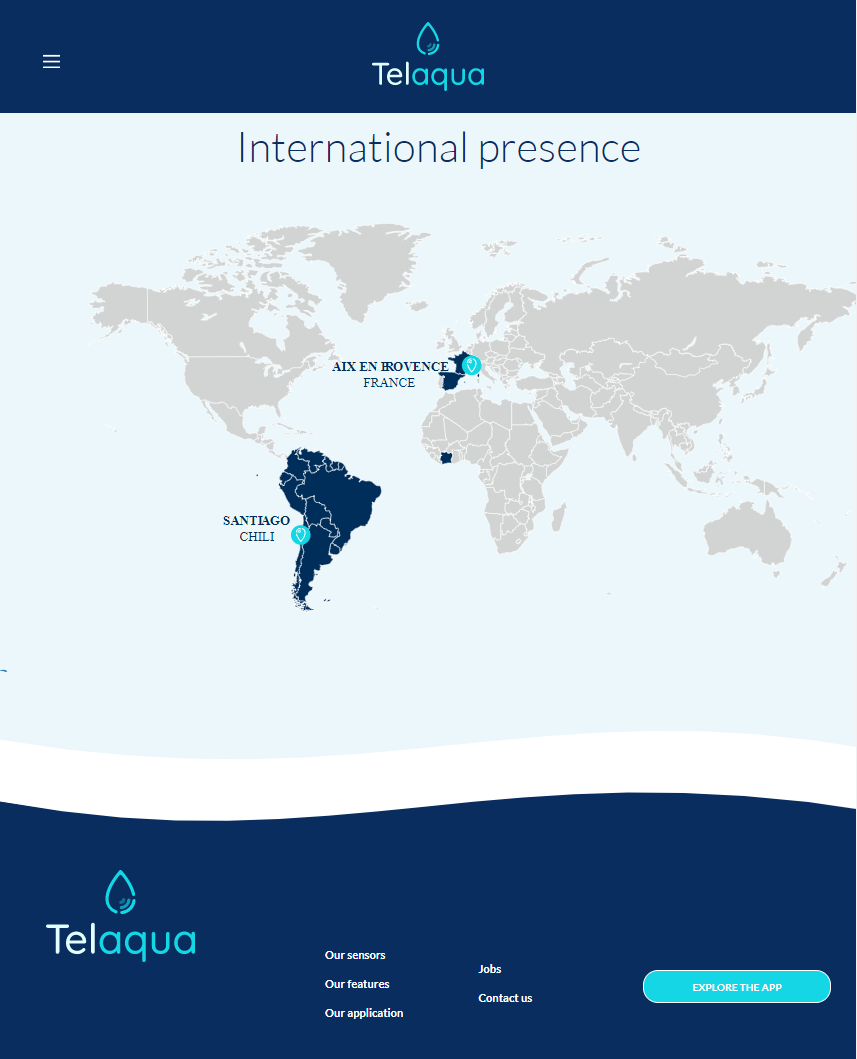 Telaqua
International presence
AIX EN PROVENCE
FRANCE
SANTIAGO
CHILI
Telaqua
Our sensors
Our features
Our application
Jobs
Contact us
EXPLORE THE APP